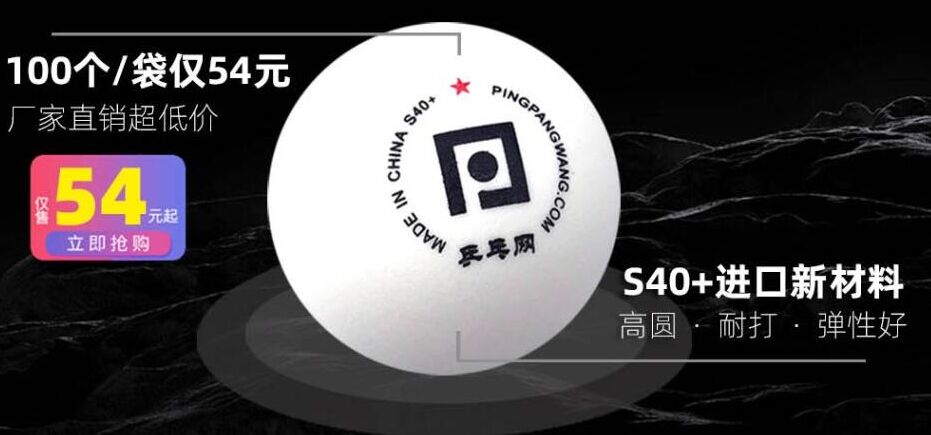 100个/袋仅54元
厂家直销超低价
仅售54元起
立即抢购
MADE IN CHINA S40+
PINGPANGWANG.COM
乒乓网
S40+进口新材料
高圆 · 耐打 · 弹性好